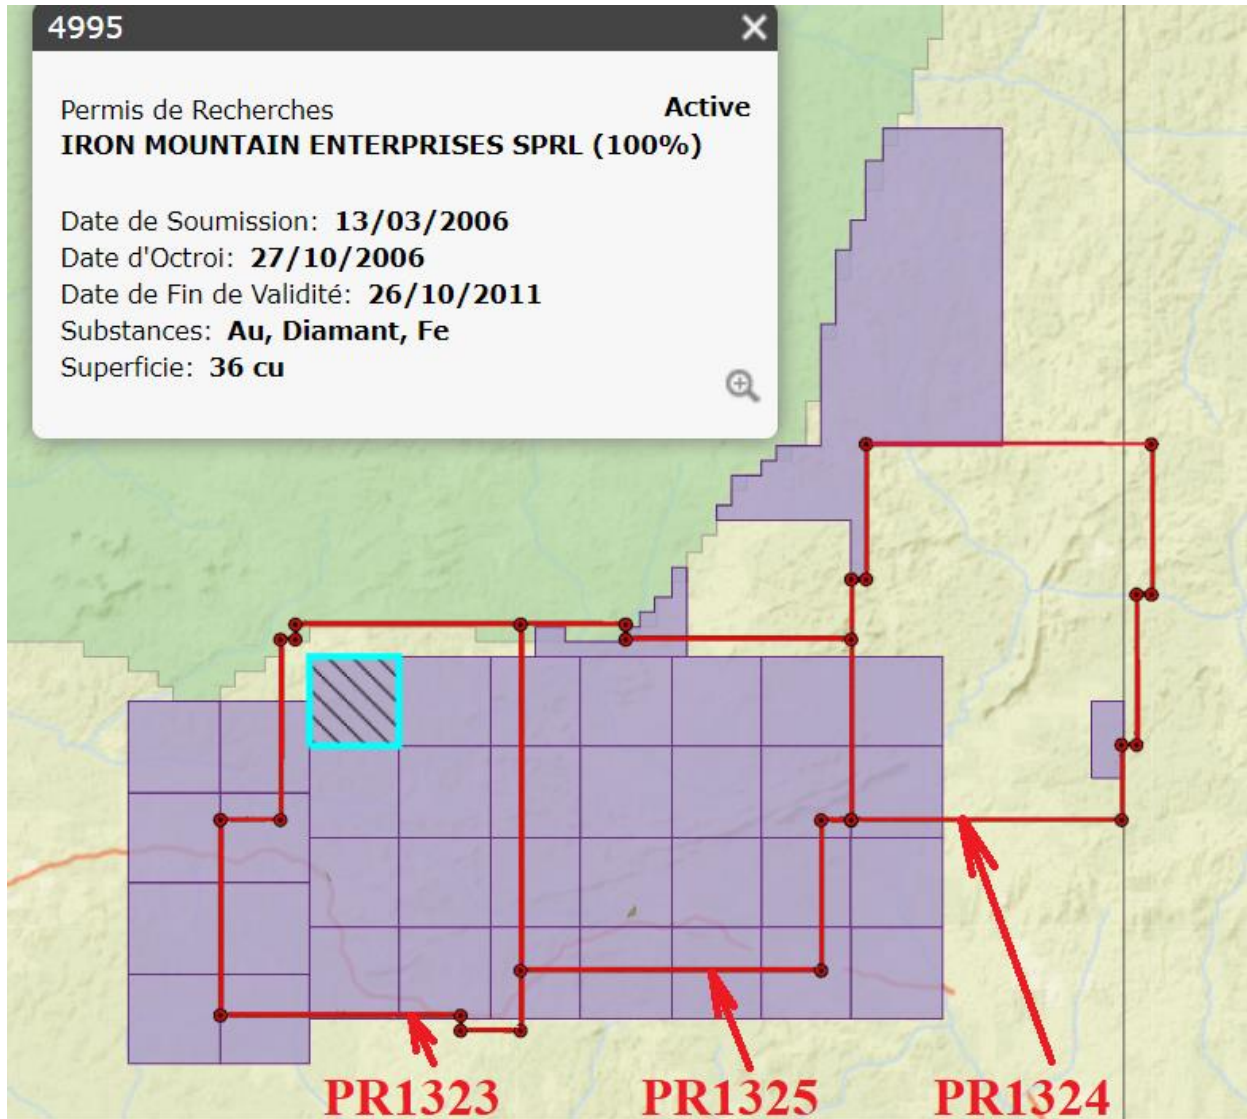 4995
Permis de Recherches Active
IRON MOUNTAIN ENTERPRISES SPRL (100%)
Date de Soumission: 13/03/2006
Date d'Octroi: 27/10/2006
Date de Fin de Validité: 26/10/2011
Substances: Au, Diamant, Fe
Superficie: 36 cu
PR1323 PR1325 PR1324